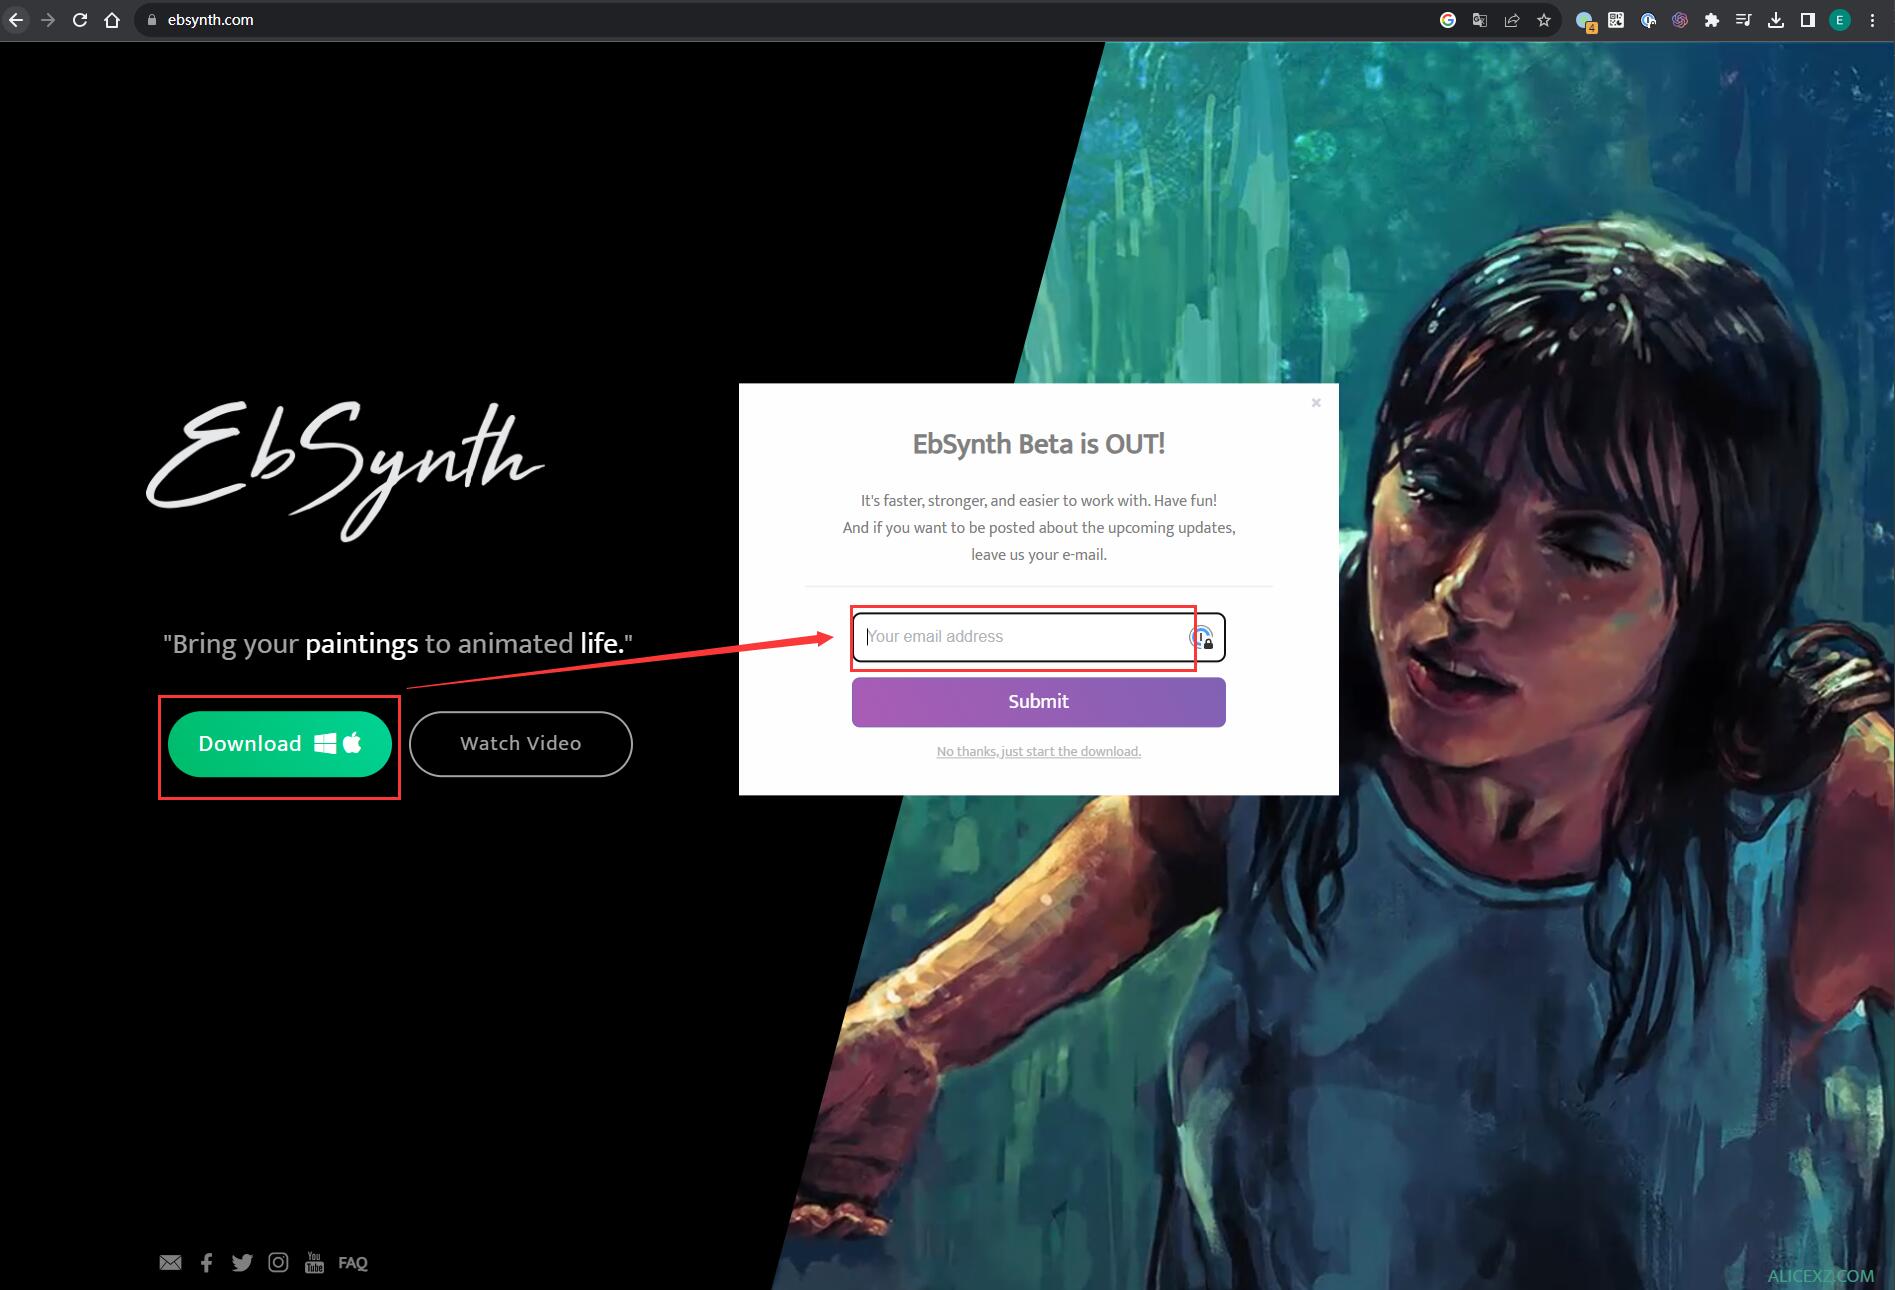 ebsynth.com
4
E
EbSynth
"Bring your paintings to animated life."
Download
Watch Video
EbSynth Beta is OUT!
It's faster, stronger, and easier to work with. Have fun!
And if you want to be posted about the upcoming updates,
leave us your e-mail.
Your email address
Submit
No thanks, just start the download.
You
Tube
FAQ
ALICEXZ.COM